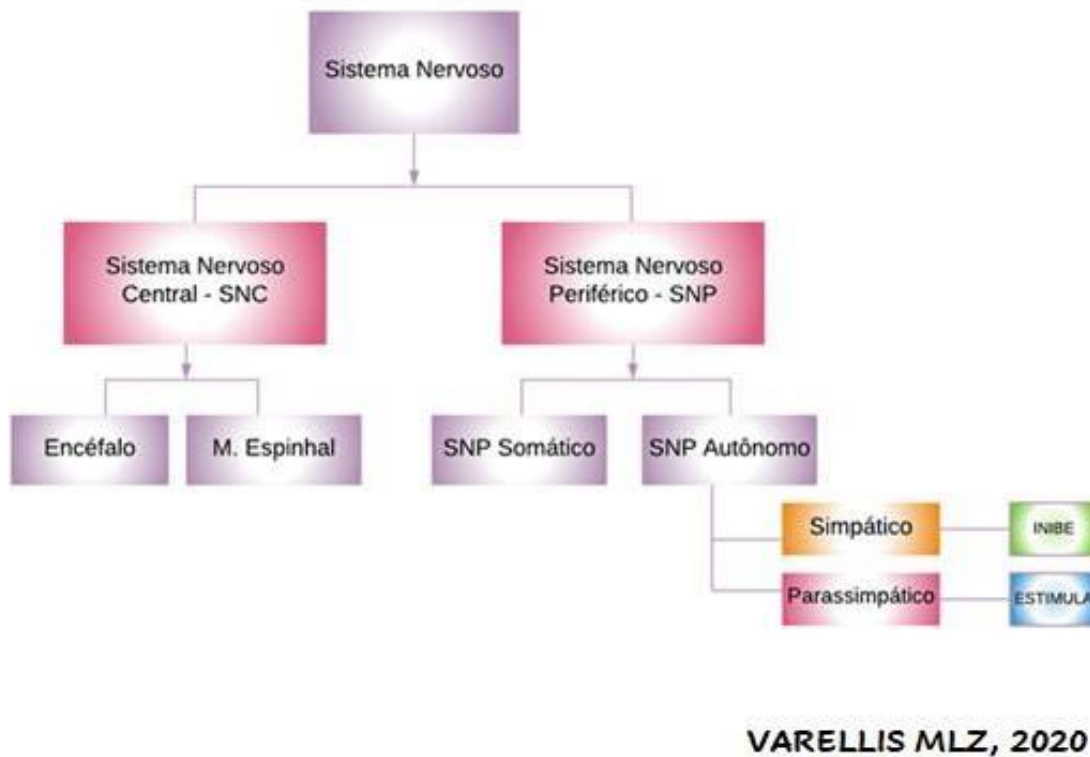 Sistema Nervoso
Sistema Nervoso
Central - SNC
Sistema Nervoso
Periférico - SNP
Encéfalo
M. Espinhal
SNP Somático
SNP Autônomo
Simpático
INIBE
Parassimpático
ESTIMULA
VARELLIS MLZ, 2020